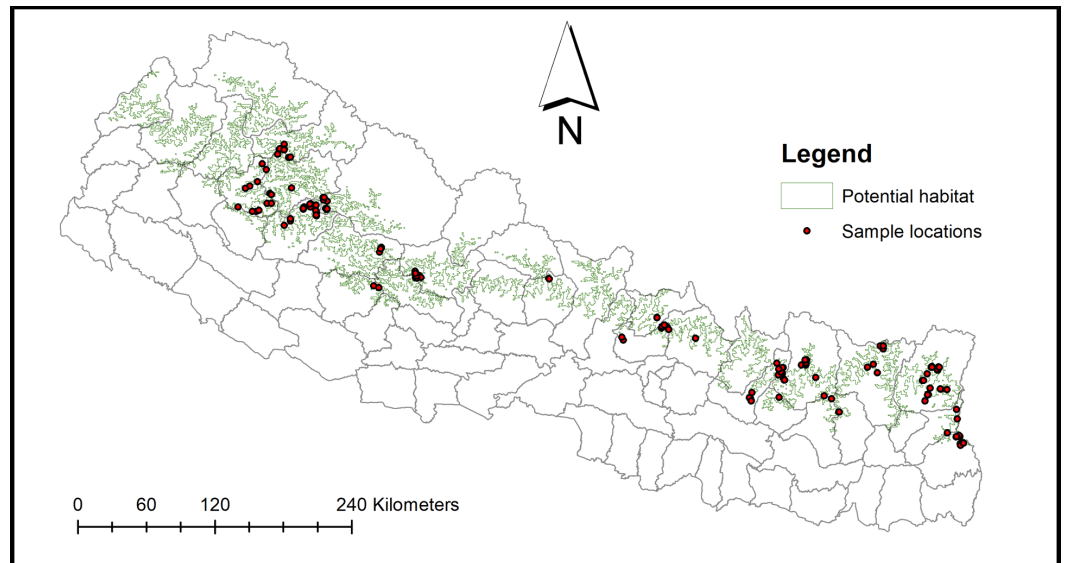 N
Legend
Potential habitat
Sample locations
0 60 120 240 Kilometers